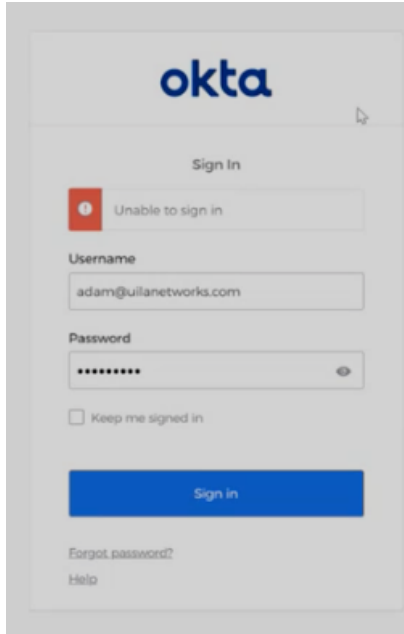 okta
Sign In
Unable to sign in
Username
adam@uilanetworks.com
Password
•••••••••
Keep me signed in
Sign in
Forgot password?
Help